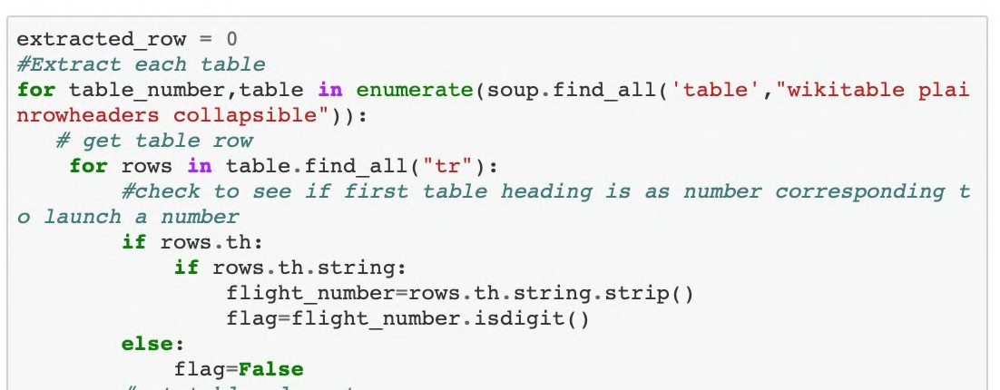 extracted_row = 0
#Extract each table
for table_number,table in enumerate(soup.find_all('table',"wikitable plai
nrowheaders collapsible")):
   # get table row
    for rows in table.find_all("tr"):
        #check to see if first table heading is as number corresponding t
o launch a number
        if rows.th:
            if rows.th.string:
                flight_number=rows.th.string.strip()
                flag=flight_number.isdigit()
        else:
            flag=False